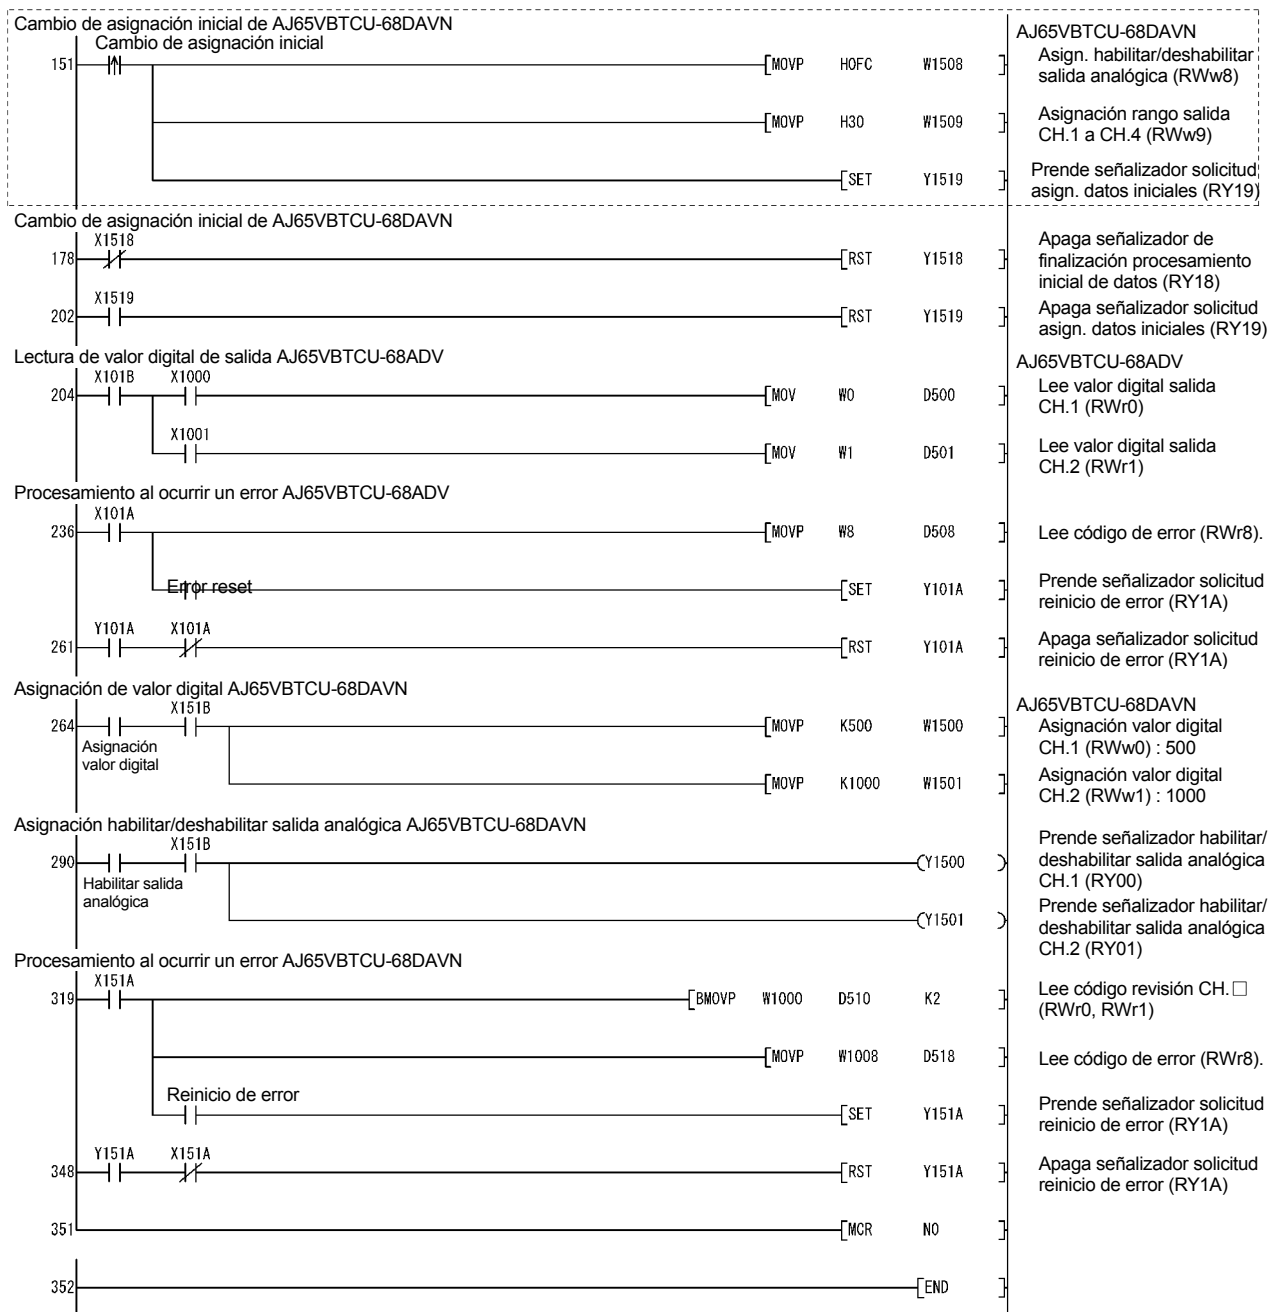 Cambio de asignación inicial de AJ65VBTCU-68DAVN
AJ65VBTCU-68DAVN
Cambio de asignación inicial
151 MOVP H0FC W1508 Asign. habilitar/deshabilitar
salida analógica (RWw8)
MOVP H30 W1509 Asignación rango salida
CH.1 a CH.4 (RWw9)
SET Y1519 Prende señalizador solicitud
asign. datos iniciales (RY19)
Cambio de asignación inicial de AJ65VBTCU-68DAVN
X1518
178 RST Y1518 Apaga señalizador de
finalización procesamiento
inicial de datos (RY18)
X1519
202 RST Y1519 Apaga señalizador solicitud
asign. datos iniciales (RY19)
Lectura de valor digital de salida AJ65VBTCU-68ADV
AJ65VBTCU-68ADV
X101B X1000
204 MOV W0 D500 Lee valor digital salida
CH.1 (RWr0)
X1001
MOV W1 D501 Lee valor digital salida
CH.2 (RWr1)
Procesamiento al ocurrir un error AJ65VBTCU-68ADV
X101A
236 MOVP W8 D508 Lee código de error (RWr8).
Error reset
SET Y101A Prende señalizador solicitud
reinicio de error (RY1A)
Y101A X101A
261 RST Y101A Apaga señalizador solicitud
reinicio de error (RY1A)
Asignación de valor digital AJ65VBTCU-68DAVN
AJ65VBTCU-68DAVN
X151B
264 MOVP K500 W1500 Asignación valor digital
CH.1 (RWw0) : 500
Asignación
valor digital
MOVP K1000 W1501 Asignación valor digital
CH.2 (RWw1) : 1000
Asignación habilitar/deshabilitar salida analógica AJ65VBTCU-68DAVN
X151B
290 Y1500 Prende señalizador habilitar/
deshabilitar salida analógica
CH.1 (RY00)
Habilitar salida
analógica
Y1501 Prende señalizador habilitar/
deshabilitar salida analógica
CH.2 (RY01)
Procesamiento al ocurrir un error AJ65VBTCU-68DAVN
X151A
319 BMOVP W1000 D510 K2 Lee código revisión CH.□
(RWr0, RWr1)
MOVP W1008 D518 Lee código de error (RWr8).
Reinicio de error
SET Y151A Prende señalizador solicitud
reinicio de error (RY1A)
Y151A X151A
348 RST Y151A Apaga señalizador solicitud
reinicio de error (RY1A)
351 MCR N0
352 END